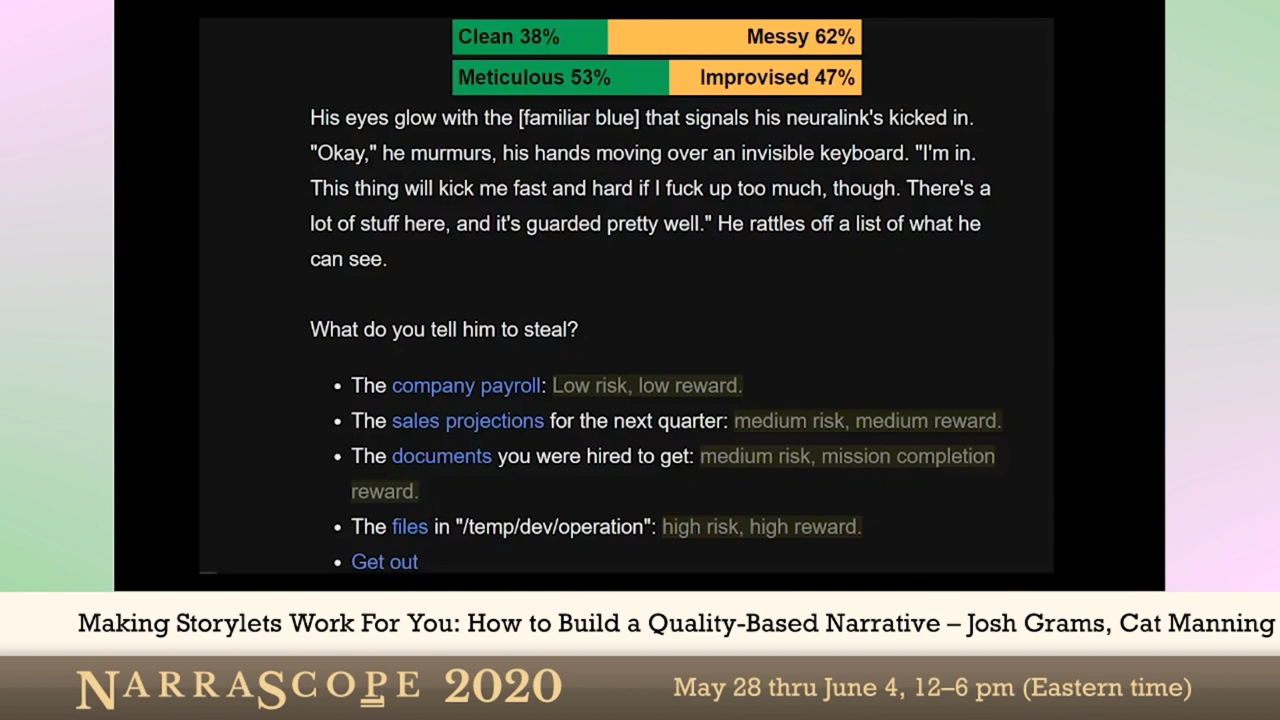 Clean 38% Messy 62%
Meticulous 53% Improvised 47%
His eyes glow with the [familiar blue] that signals his neuralink's kicked in.
"Okay," he murmurs, his hands moving over an invisible keyboard. "I'm in.
This thing will kick me fast and hard if I fuck up too much, though. There's a
lot of stuff here, and it's guarded pretty well." He rattles off a list of what he
can see.
What do you tell him to steal?
• The company payroll: Low risk, low reward.
• The sales projections for the next quarter: medium risk, medium reward.
• The documents you were hired to get: medium risk, mission completion
reward.
• The files in "/temp/dev/operation": high risk, high reward.
• Get out
Making Storylets Work For You: How to Build a Quality-Based Narrative – Josh Grams, Cat Manning
NARRASCOPE 2020 May 28 thru June 4, 12–6 pm (Eastern time)